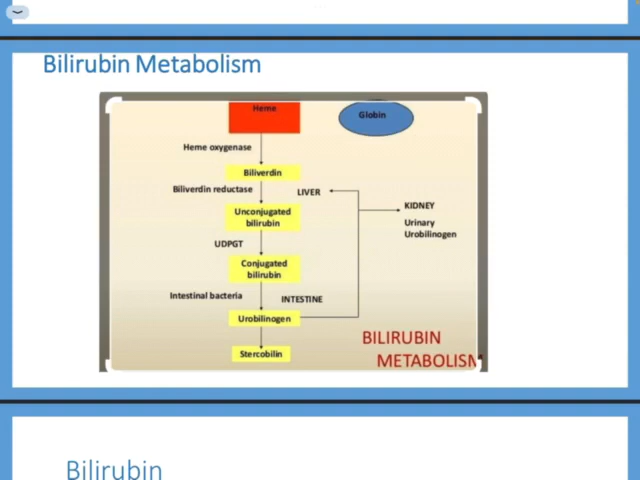 Bilirubin Metabolism
Heme
Globin
Heme oxygenase
Biliverdin
Biliverdin reductase
LIVER
KIDNEY
Unconjugated
bilirubin
Urinary
Urobilinogen
UDPGT
Conjugated
bilirubin
Intestinal bacteria
INTESTINE
Urobilinogen
BILIRUBIN
METABOLISM
Stercobilin
Bilirubin